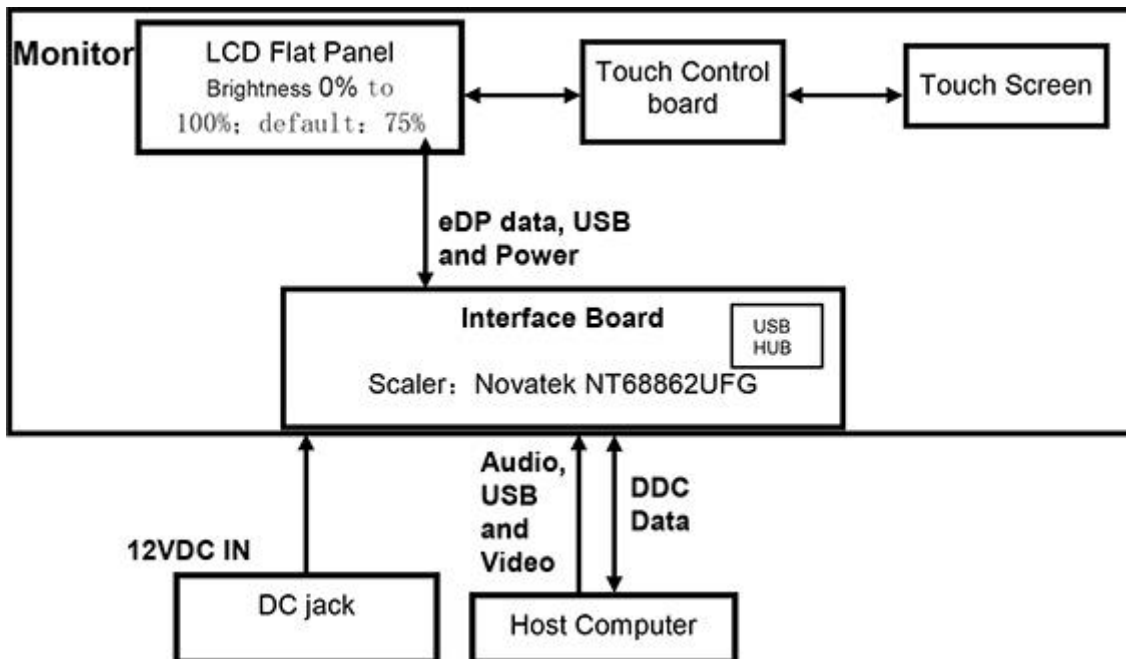 Monitor
LCD Flat Panel
Brightness 0% to
100%; default: 75%
Touch Control
board
Touch Screen
eDP data, USB
and Power
Interface Board
USB
HUB
Scaler: Novatek NT68862UFG
Audio,
USB
and
Video
DDC
Data
12VDC IN
DC jack
Host Computer